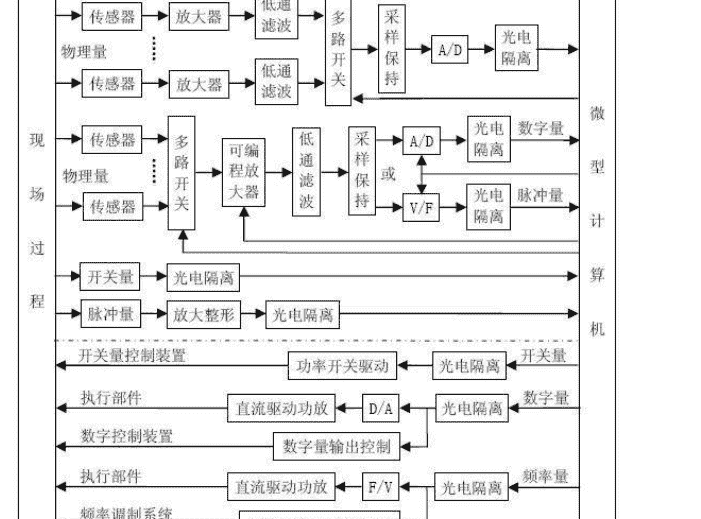 传感器
放大器
低通
滤波
多路开关
采样保持
A/D
光电
隔离
物理量
传感器
放大器
低通
滤波
现场过程
微型计算机
传感器
物理量
传感器
多路开关
可编
程放
大器
低通滤波
采样保持
或
A/D
光电
隔离
数字量
V/F
光电
隔离
脉冲量
开关量
光电隔离
脉冲量
放大整形
光电隔离
开关量控制装置
功率开关驱动
光电隔离
开关量
执行部件
直流驱动功放
D/A
光电隔离
数字量
数字控制装置
数字量输出控制
执行部件
直流驱动功放
F/V
光电隔离
频率量
频率调制系统